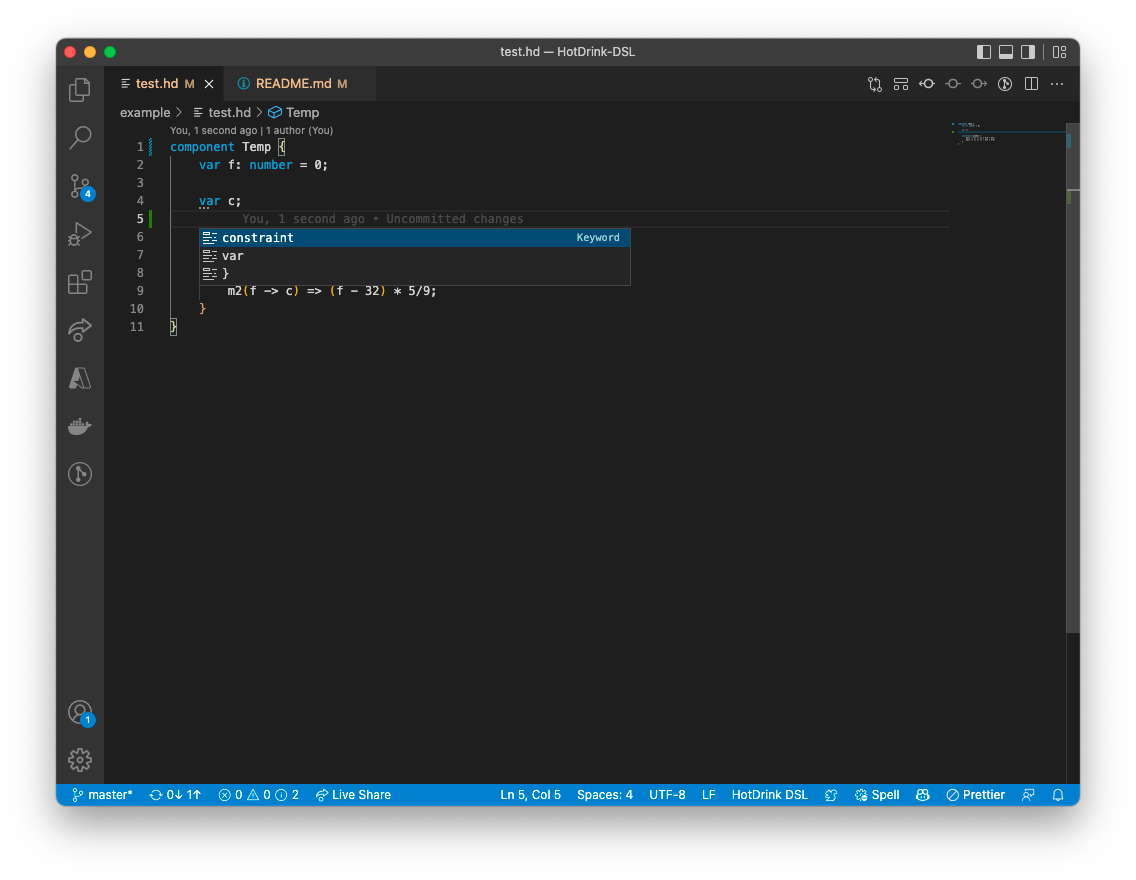 test.hd — HotDrink-DSL
test.hd M README.md M
example > test.hd > Temp
You, 1 second ago | 1 author (You)
1 component Temp {
2 var f: number = 0;
3
4 var c;
5 You, 1 second ago • Uncommitted changes
6 constraint Keyword
7 var
8 }
9 m2(f -> c) => (f - 32) * 5/9;
10 }
11 }
4
1
master* 0↓ 1↑ 0 0 2 Live Share Ln 5, Col 5 Spaces: 4 UTF-8 LF HotDrink DSL Spell Prettier